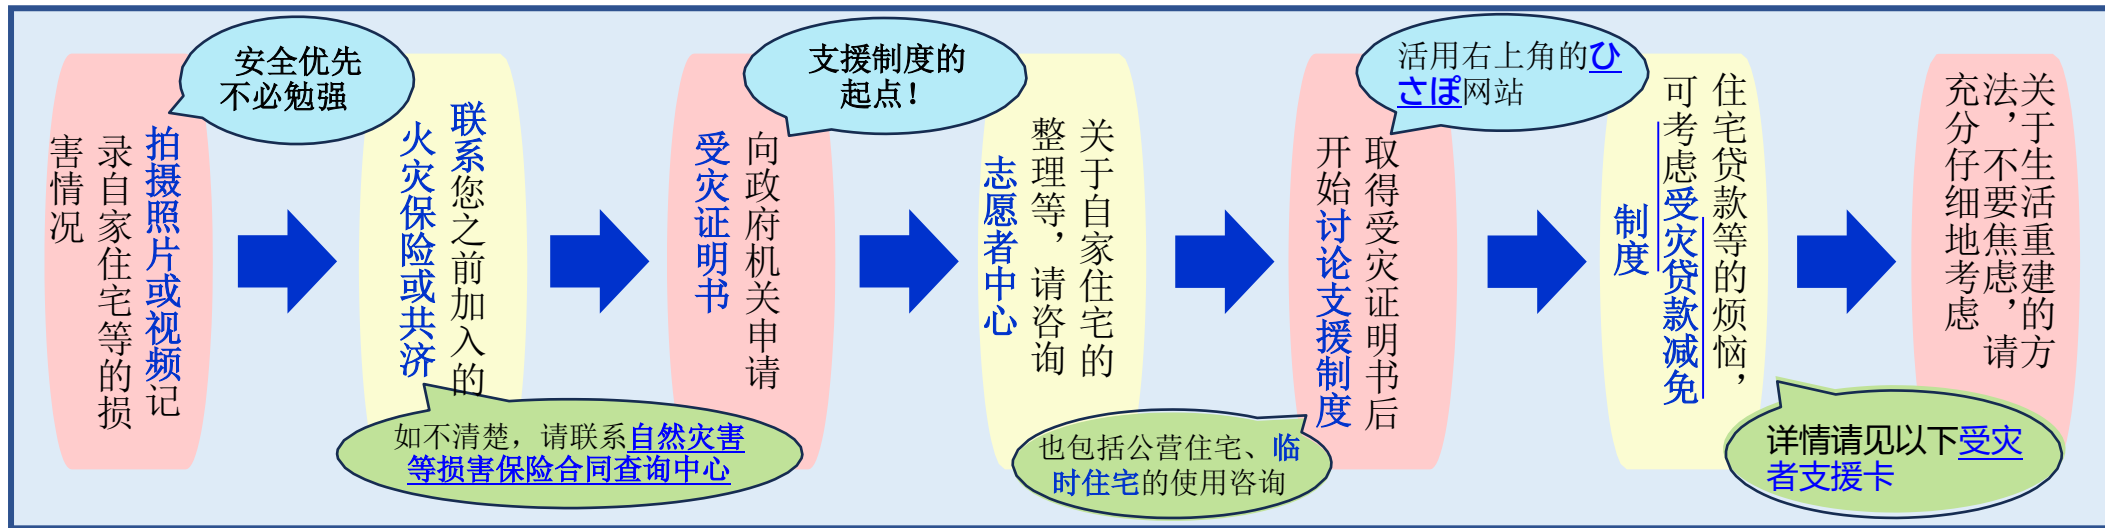 安全优先
不必勉强
拍摄照片或视频记
录自家住宅等的损
害情况
联系您之前加入的
火灾保险或共济
如不清楚，请联系自然灾害
等损害保险合同查询中心
向政府机关申请
受灾证明书
支援制度的
起点！
关于自家住宅的
整理等，请咨询
志愿者中心
取得受灾证明书后
开始讨论支援制度
活用右上角的ひ
さぽ网站
也包括公营住宅、临
时住宅的使用咨询
住宅贷款等的烦恼，
可考虑受灾贷款减免
制度
详情请见以下受灾
者支援卡
关于生活重建的方
法，不要焦虑，请
充分仔细地考虑